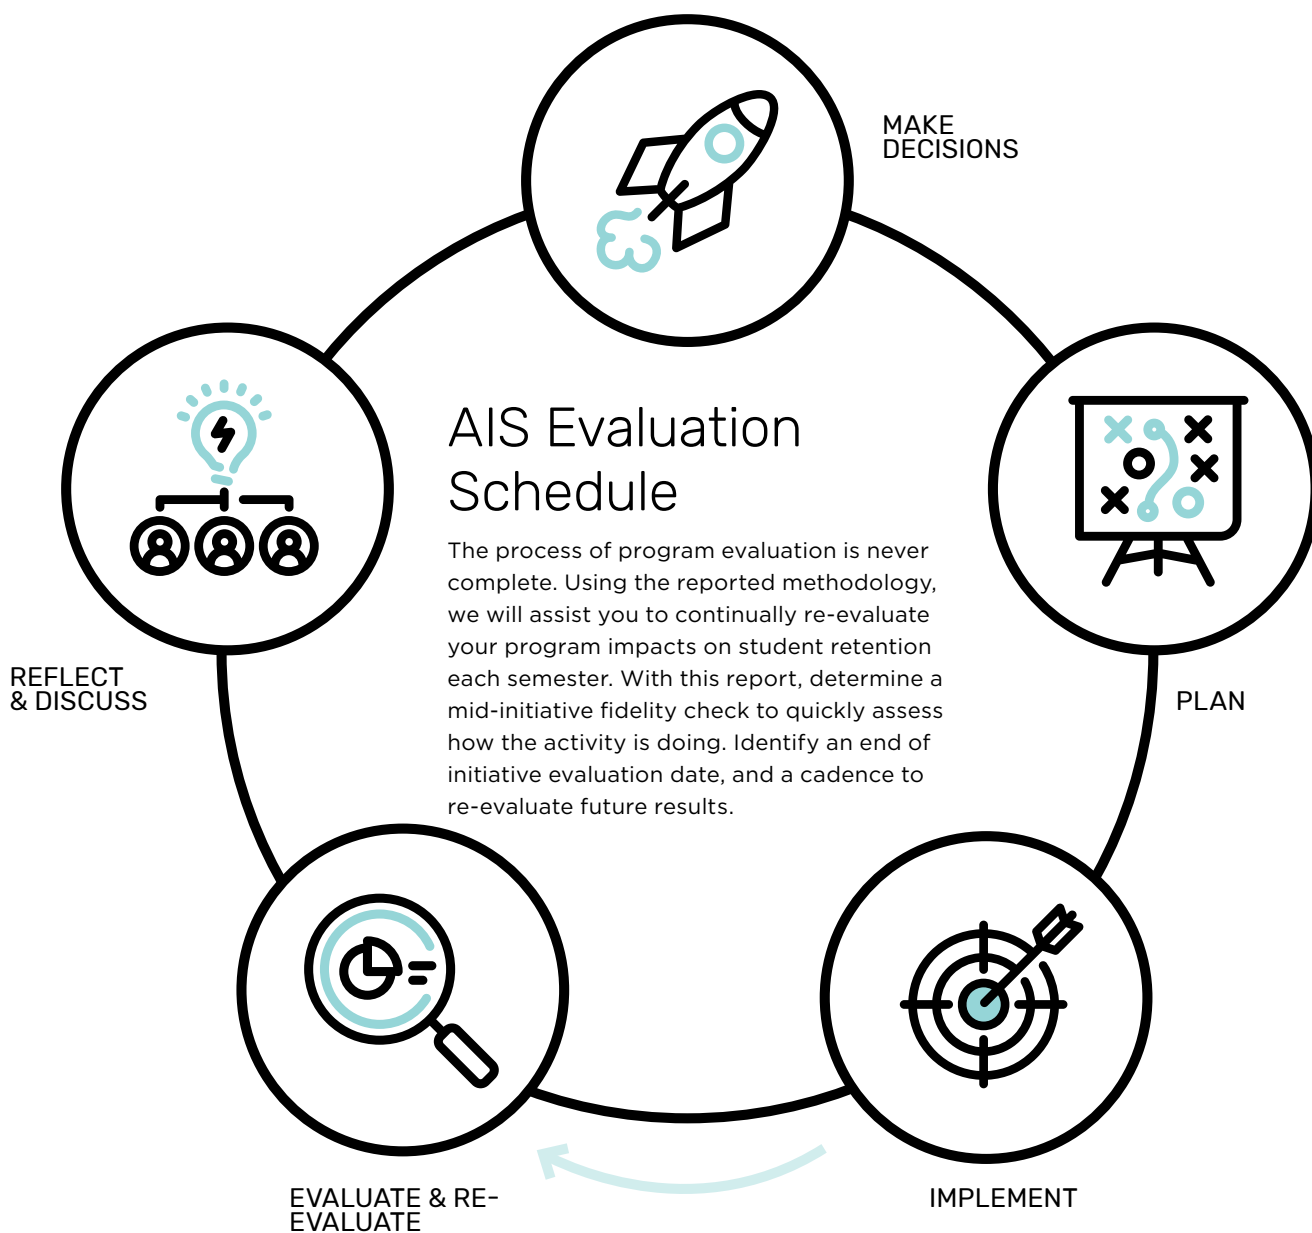 MAKE
DECISIONS
AIS Evaluation
Schedule
The process of program evaluation is never
complete. Using the reported methodology,
we will assist you to continually re-evaluate
your program impacts on student retention
each semester. With this report, determine a
mid-initiative fidelity check to quickly assess
how the activity is doing. Identify an end of
initiative evaluation date, and a cadence to
re-evaluate future results.
REFLECT
& DISCUSS
PLAN
EVALUATE & RE-
EVALUATE
IMPLEMENT